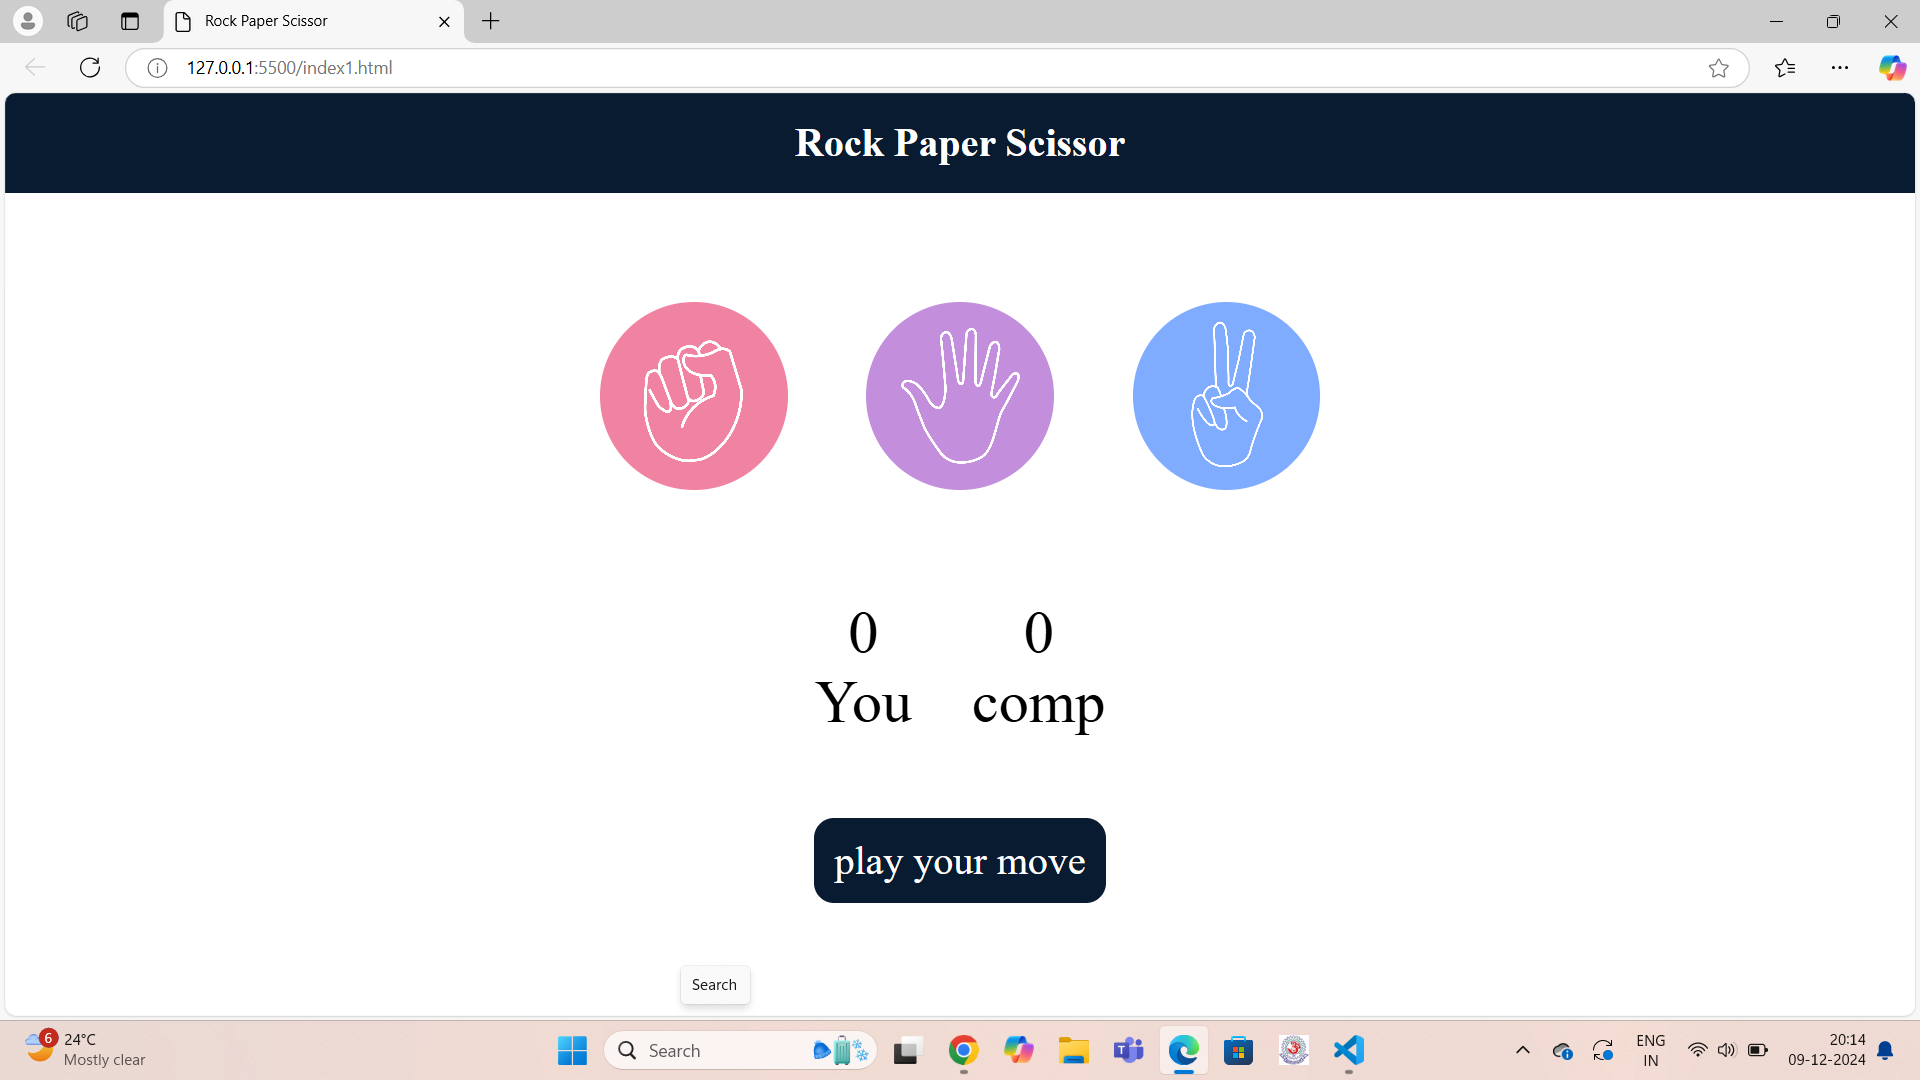 Rock Paper Scissor
127.0.0.1:5500/index1.html
Rock Paper Scissor
0 0
You comp
play your move
Search
6 24°C
Mostly clear
Search
ENG
IN
20:14
09-12-2024